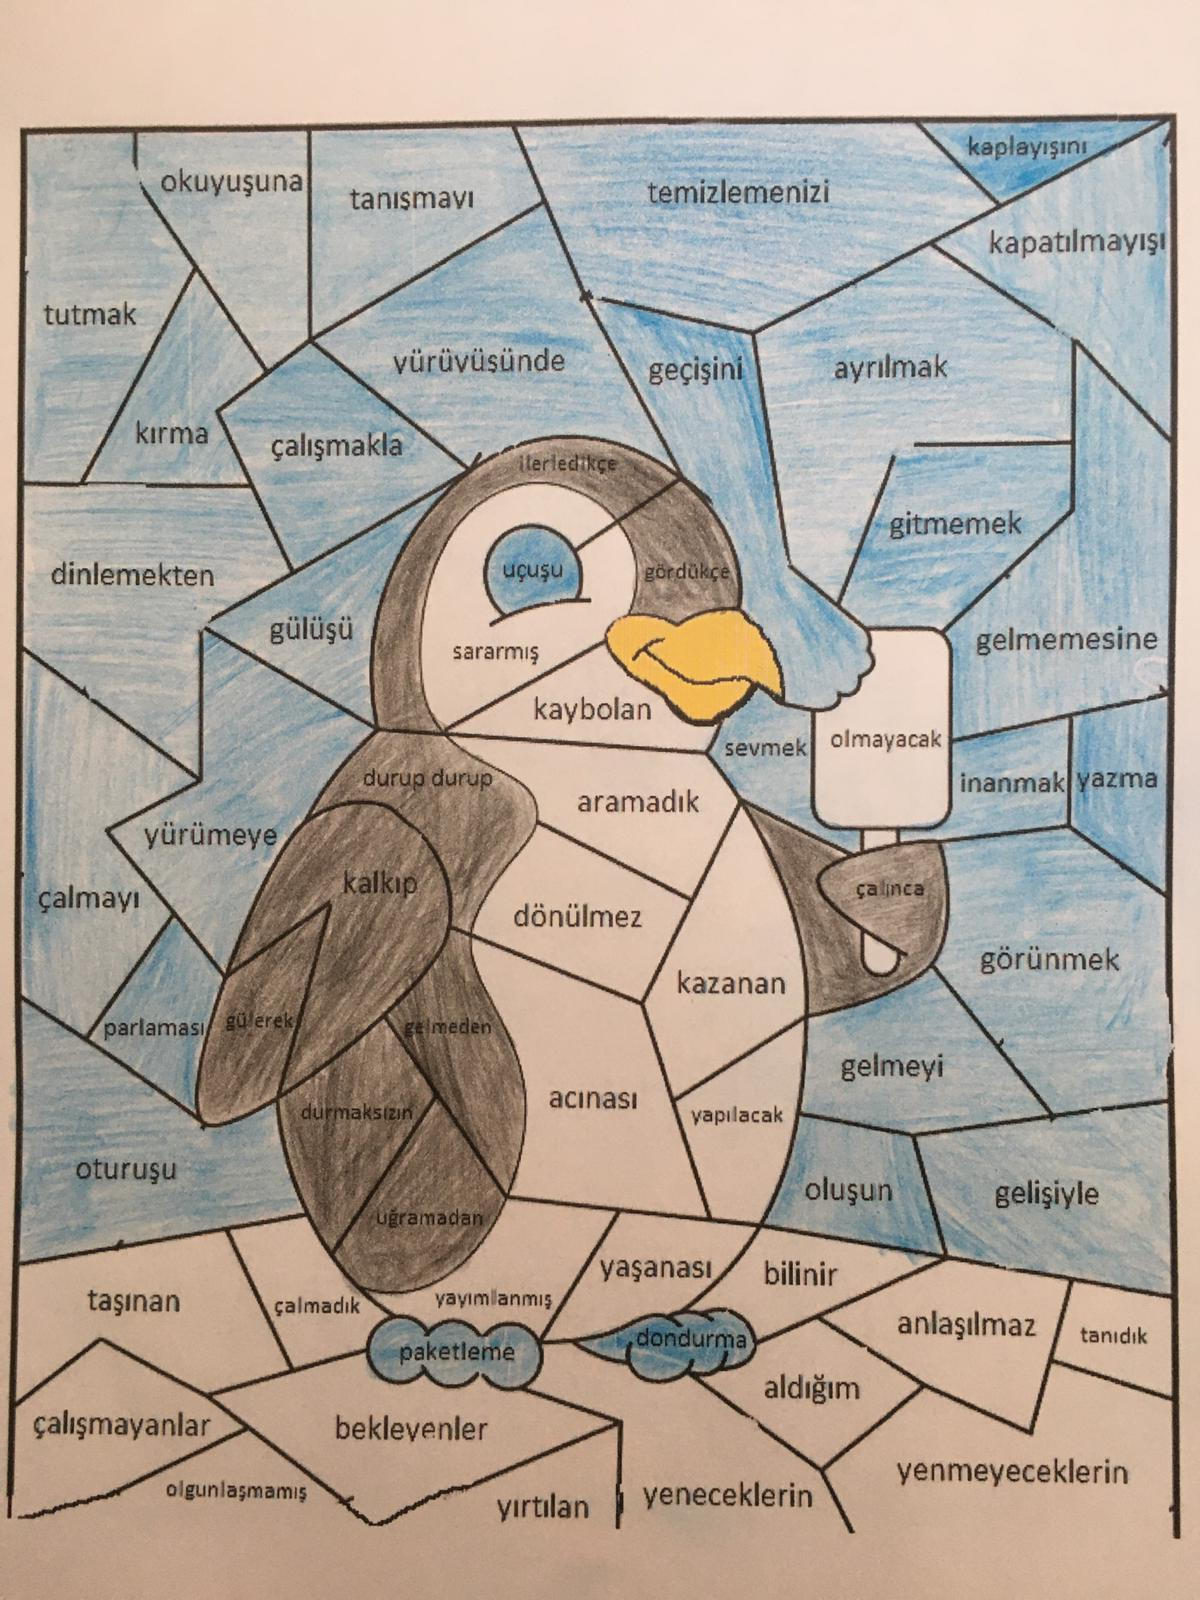 kaplayışını
okuyuşuna
tanışmayı
temizlemenizi
kapatılmayışı
tutmak
vürüvüşünde
geçişini
ayrılmak
kırma
çalışmakla
ilerledikçe
gitmemek
dinlemekten
uçuşu
gördükçe
gülüşü
sararmış
gelmemesine
kaybolan
sevmek
olmayacak
durup durup
aramadık
inanmak
yazma
yürümeye
kalkıp
çalınca
çalmayı
dönülmez
kazanan
görünmek
parlaması
gülerek
gelmeden
gelmeyi
durmaksızın
acınası
yapılacak
oturuşu
uğramadan
oluşun
gelişiyle
taşınan
çalmadık
yayımlanmış
yaşanası
bilinir
paketleme
dondurma
anlaşılmaz
tanıdık
aldığım
çalışmayanlar
beklevenler
olgunlaşmamış
yırtılan
yeneceklerin
yenmeyeceklerin